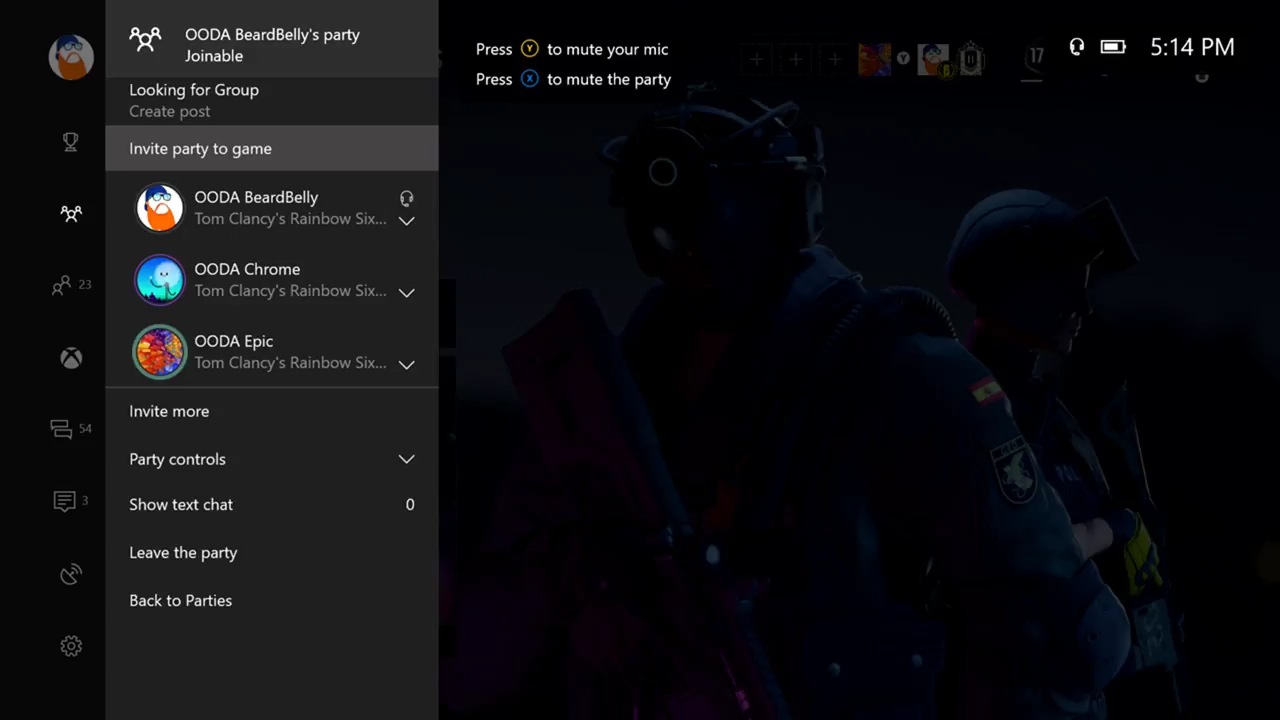 OODA BeardBelly's party
Joinable
Looking for Group
Create post
Invite party to game
OODA BeardBelly
Tom Clancy's Rainbow Six...
OODA Chrome
Tom Clancy's Rainbow Six...
OODA Epic
Tom Clancy's Rainbow Six...
Invite more
Party controls
Show text chat 0
Leave the party
Back to Parties
23
54
3
Press Y to mute your mic
Press X to mute the party
Y
17
5:14 PM